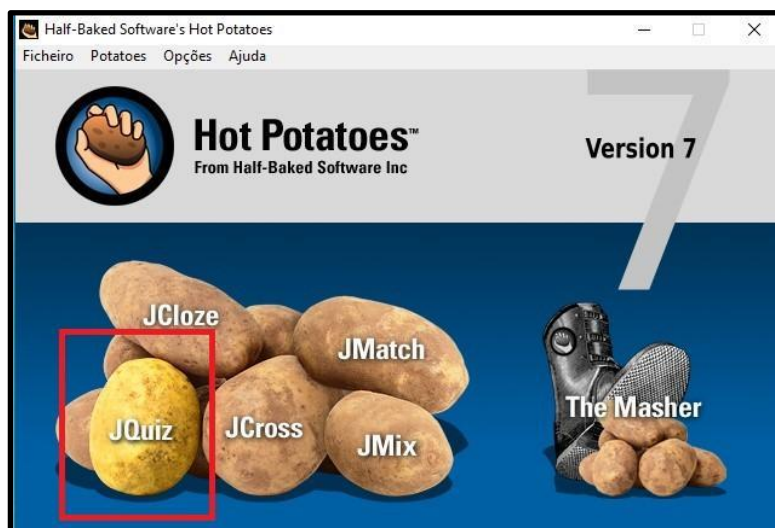 Half-Baked Software's Hot Potatoes
Ficheiro Potatoes Opções Ajuda
7
Hot Potatoes™
From Half-Baked Software Inc
Version 7
JCloze
JMatch
JQuiz
JCross
JMix
The Masher